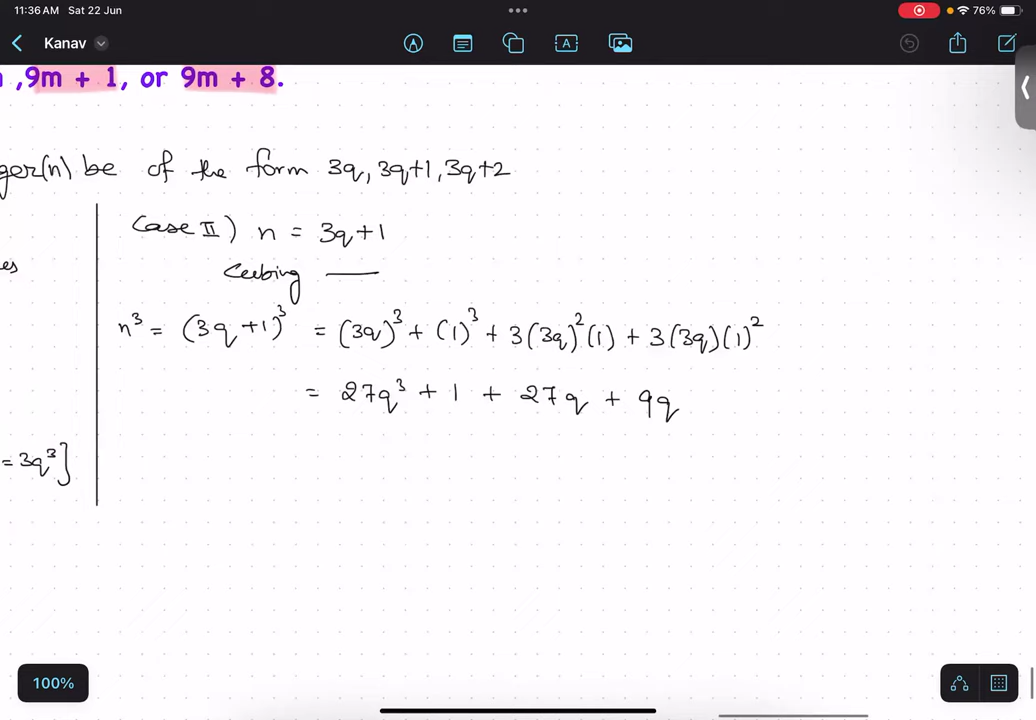 11:36 AM Sat 22 Jun
76%
Kanav
A
,9m + 1, or 9m + 8.
ger(n) be of the form 3q, 3q+1, 3q+2
Case II) n = 3q+1
es
Cubing
n³ = (3q +1)³ = (3q)³ + (1)³ + 3(3q)²(1) + 3(3q)(1)²
= 27q³ + 1 + 27q + 9q
= 3q³]
100%